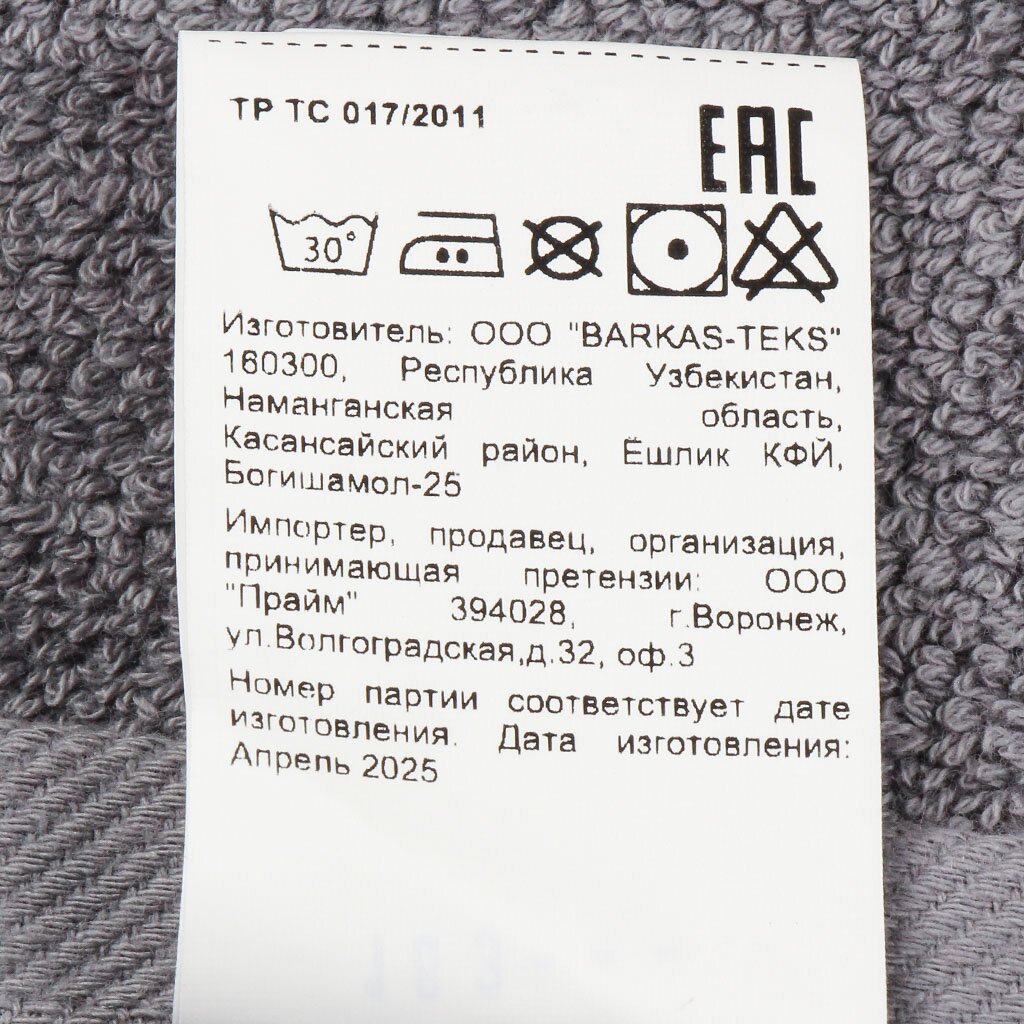 ТР ТС 017/2011
ЕАС
30°
Изготовитель: ООО "BARKAS-TEKS"
160300, Республика Узбекистан,
Наманганская область,
Касансайский район, Ёшлик КФЙ,
Богишамол-25
Импортер, продавец, организация,
принимающая претензии: ООО
"Прайм" 394028, г.Воронеж,
ул.Волгоградская,д.32, оф.3
Номер партии соответствует дате
изготовления. Дата изготовления:
Апрель 2025